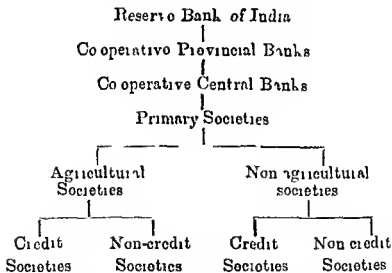 Reserve Bank of India
Co operative Provincial Banks
Co operative Central Banks
Primary Societies
Agricultural Non agricultural
Societies societies
Credit Non-credit Credit Non credit
Societies Societies Societies Societies